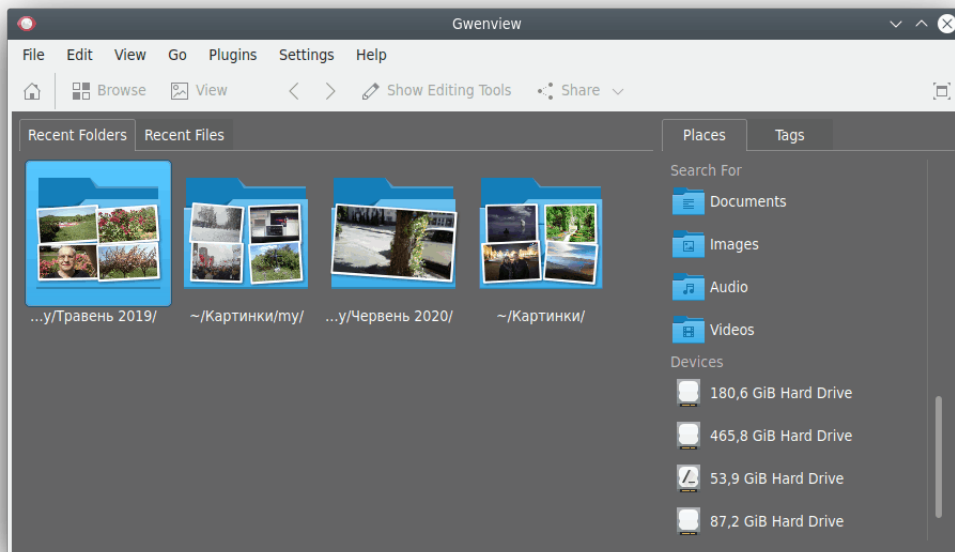 Gwenview
File Edit View Go Plugins Settings Help
Browse View Show Editing Tools Share
Recent Folders Recent Files
Places Tags
Search For
Documents
Images
Audio
Videos
...y/Травень 2019/ ~/Картинки/my/ ...y/Червень 2020/ ~/Картинки/
Devices
180,6 GiB Hard Drive
465,8 GiB Hard Drive
53,9 GiB Hard Drive
87,2 GiB Hard Drive